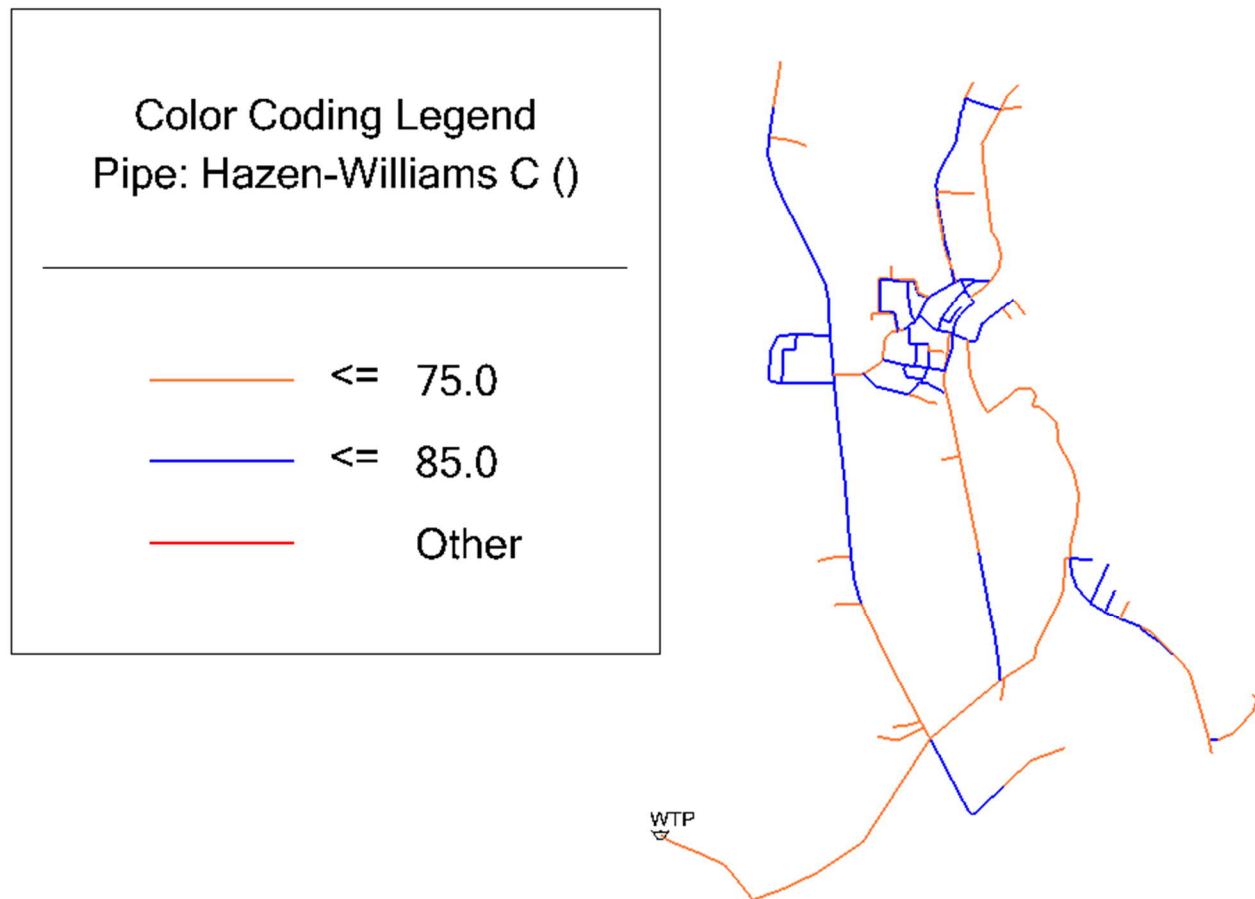 Color Coding Legend
Pipe: Hazen-Williams C ()
<= 75.0
<= 85.0
Other
WTP